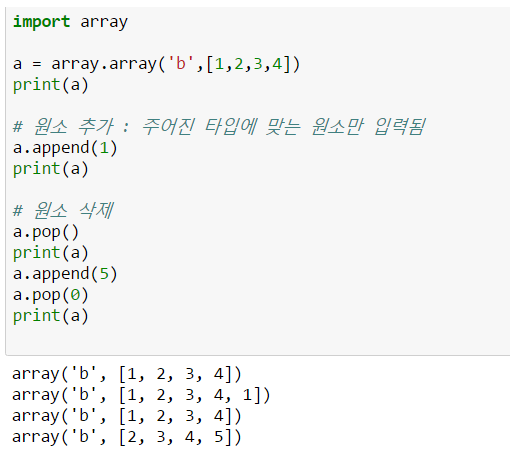 import array
a = array.array('b',[1,2,3,4])
print(a)
# 원소 추가 : 주어진 타입에 맞는 원소만 입력됨
a.append(1)
print(a)
# 원소 삭제
a.pop()
print(a)
a.append(5)
a.pop(0)
print(a)
array('b', [1, 2, 3, 4])
array('b', [1, 2, 3, 4, 1])
array('b', [1, 2, 3, 4])
array('b', [2, 3, 4, 5])